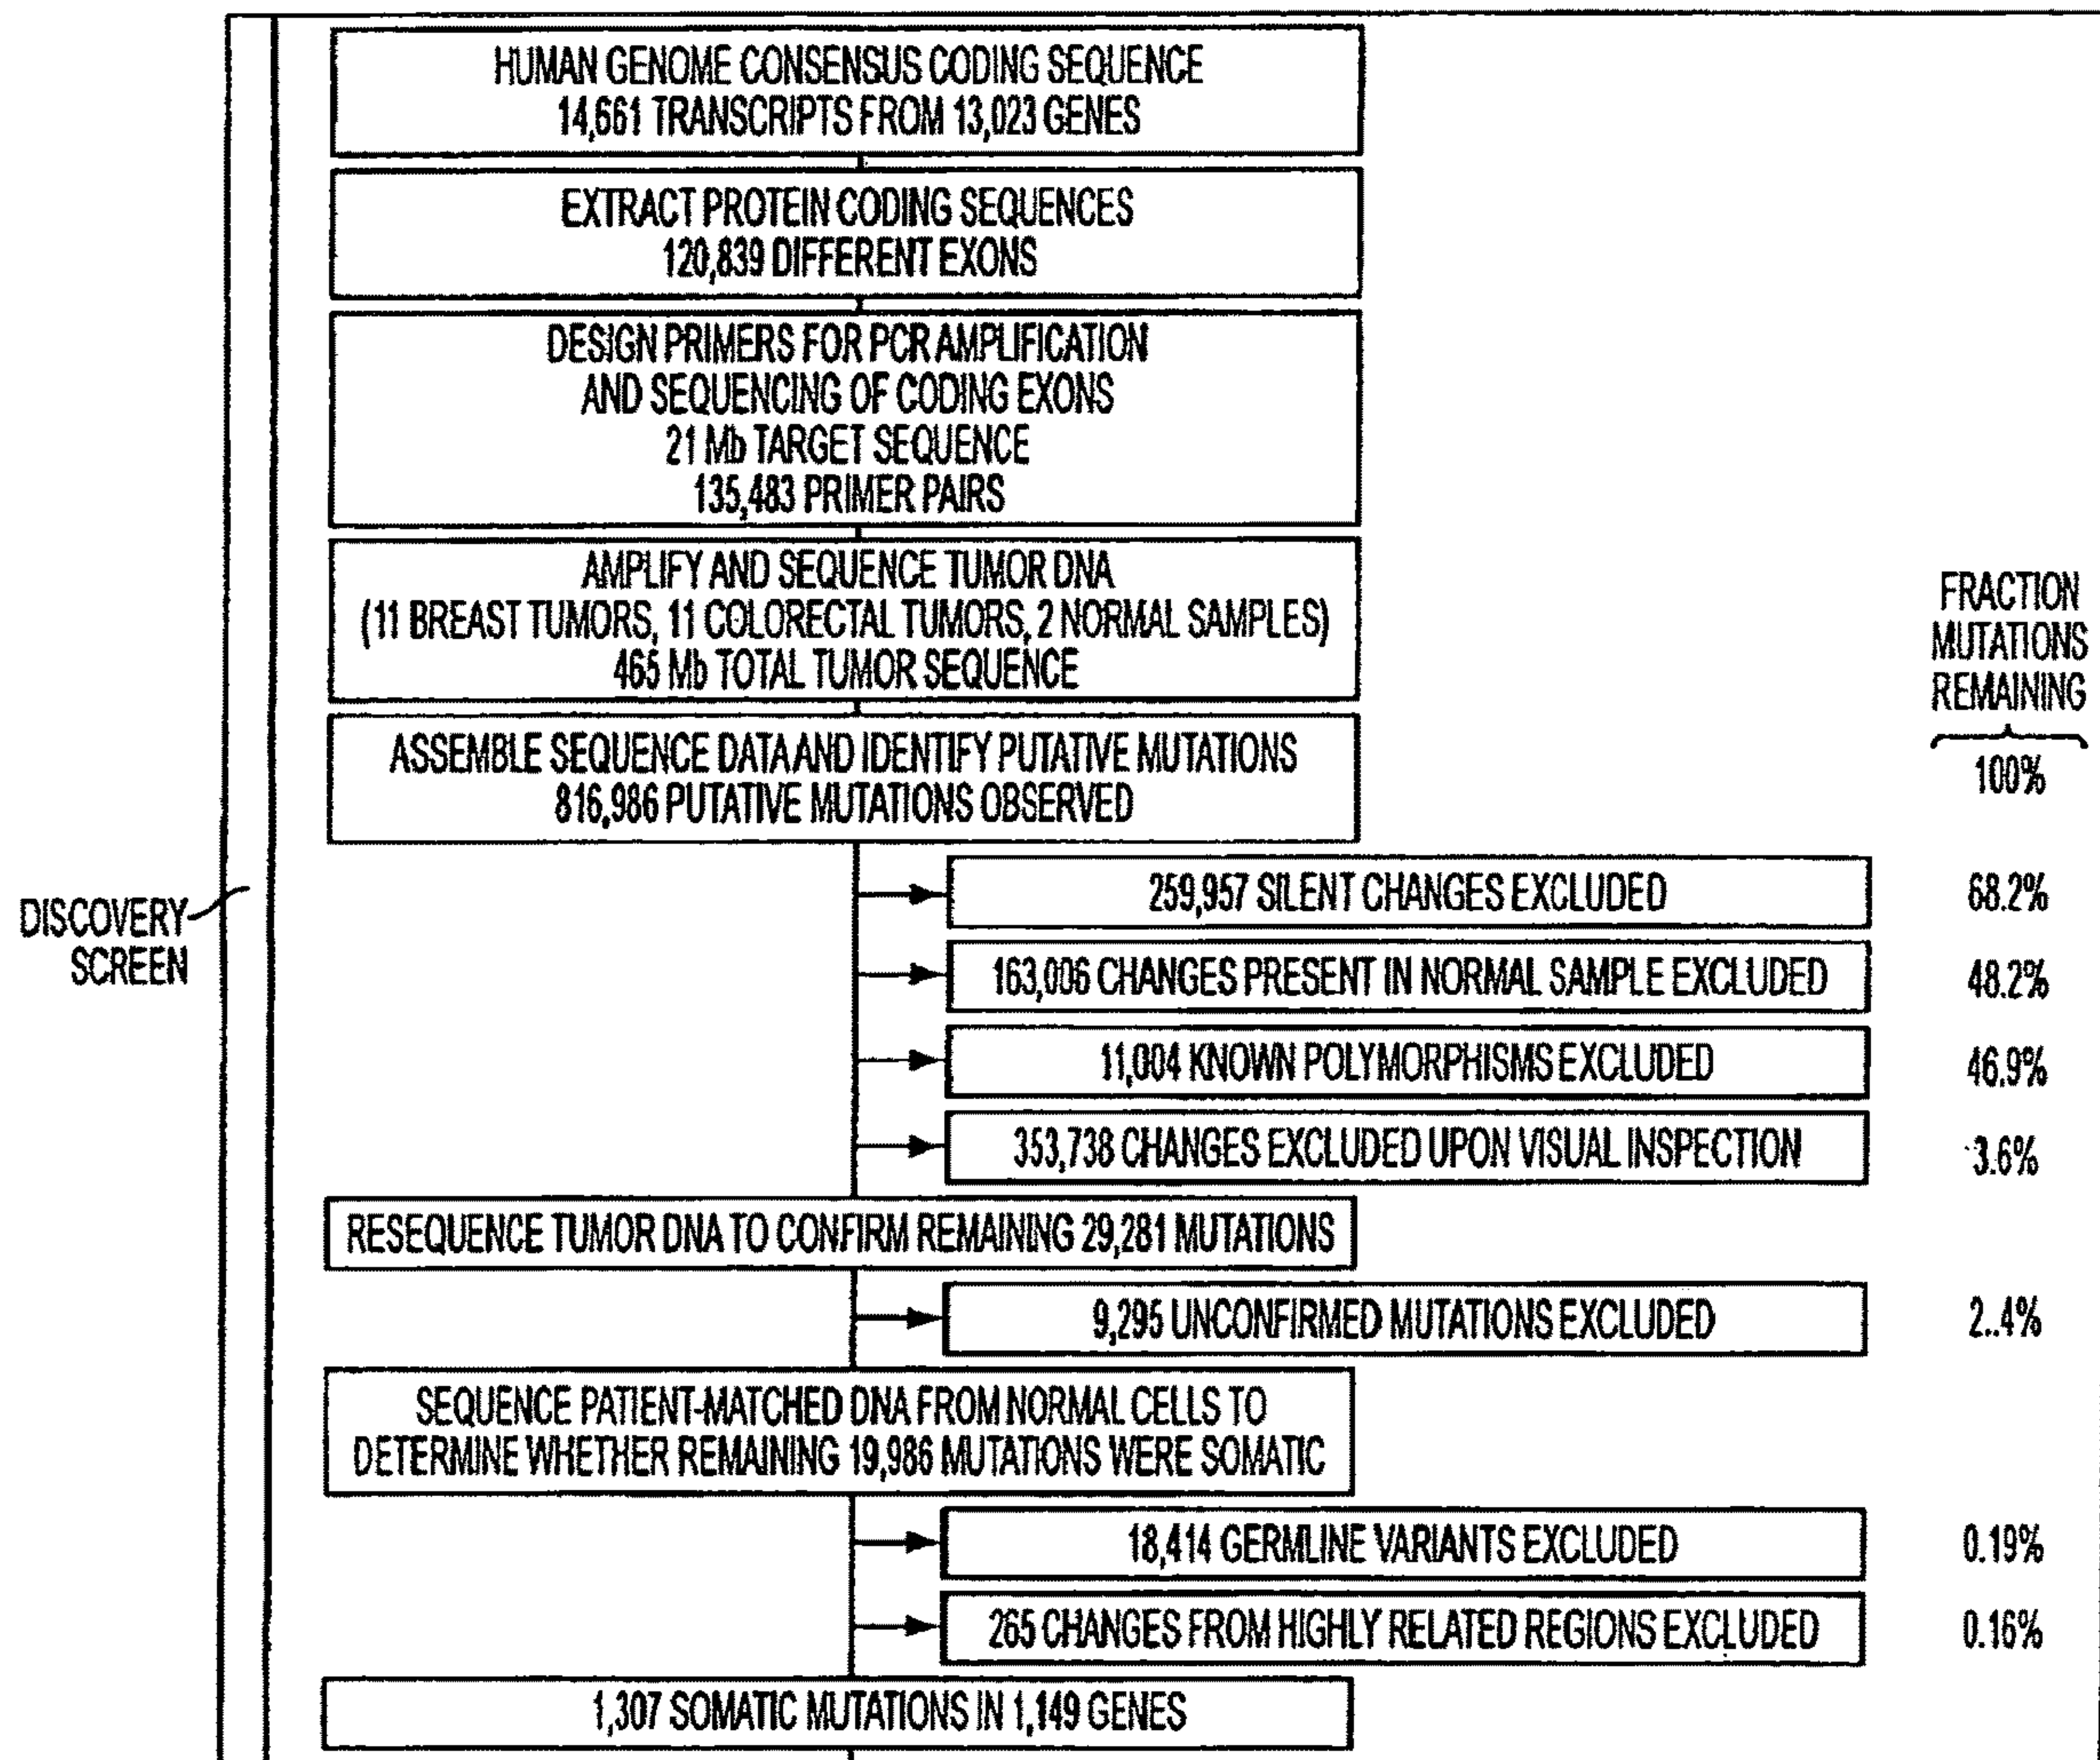 HUMAN GENOME CONSENSUS CODING SEQUENCE
14,661 TRANSCRIPTS FROM 13,023 GENES
EXTRACT PROTEIN CODING SEQUENCES
120,839 DIFFERENT EXONS
DESIGN PRIMERS FOR PCR AMPLIFICATION
AND SEQUENCING OF CODING EXONS
21 Mb TARGET SEQUENCE
135,483 PRIMER PAIRS
AMPLIFY AND SEQUENCE TUMOR DNA
(11 BREAST TUMORS, 11 COLORECTAL TUMORS, 2 NORMAL SAMPLES)
465 Mb TOTAL TUMOR SEQUENCE
FRACTION
MUTATIONS
REMAINING
ASSEMBLE SEQUENCE DATA AND IDENTIFY PUTATIVE MUTATIONS
816,986 PUTATIVE MUTATIONS OBSERVED
100%
259,957 SILENT CHANGES EXCLUDED
68.2%
DISCOVERY
SCREEN
163,006 CHANGES PRESENT IN NORMAL SAMPLE EXCLUDED
48.2%
11,004 KNOWN POLYMORPHISMS EXCLUDED
46.9%
353,738 CHANGES EXCLUDED UPON VISUAL INSPECTION
3.6%
RESEQUENCE TUMOR DNA TO CONFIRM REMAINING 29,281 MUTATIONS
9,295 UNCONFIRMED MUTATIONS EXCLUDED
2..4%
SEQUENCE PATIENT-MATCHED DNA FROM NORMAL CELLS TO
DETERMINE WHETHER REMAINING 19,986 MUTATIONS WERE SOMATIC
18,414 GERMLINE VARIANTS EXCLUDED
0.19%
265 CHANGES FROM HIGHLY RELATED REGIONS EXCLUDED
0.16%
1,307 SOMATIC MUTATIONS IN 1,149 GENES